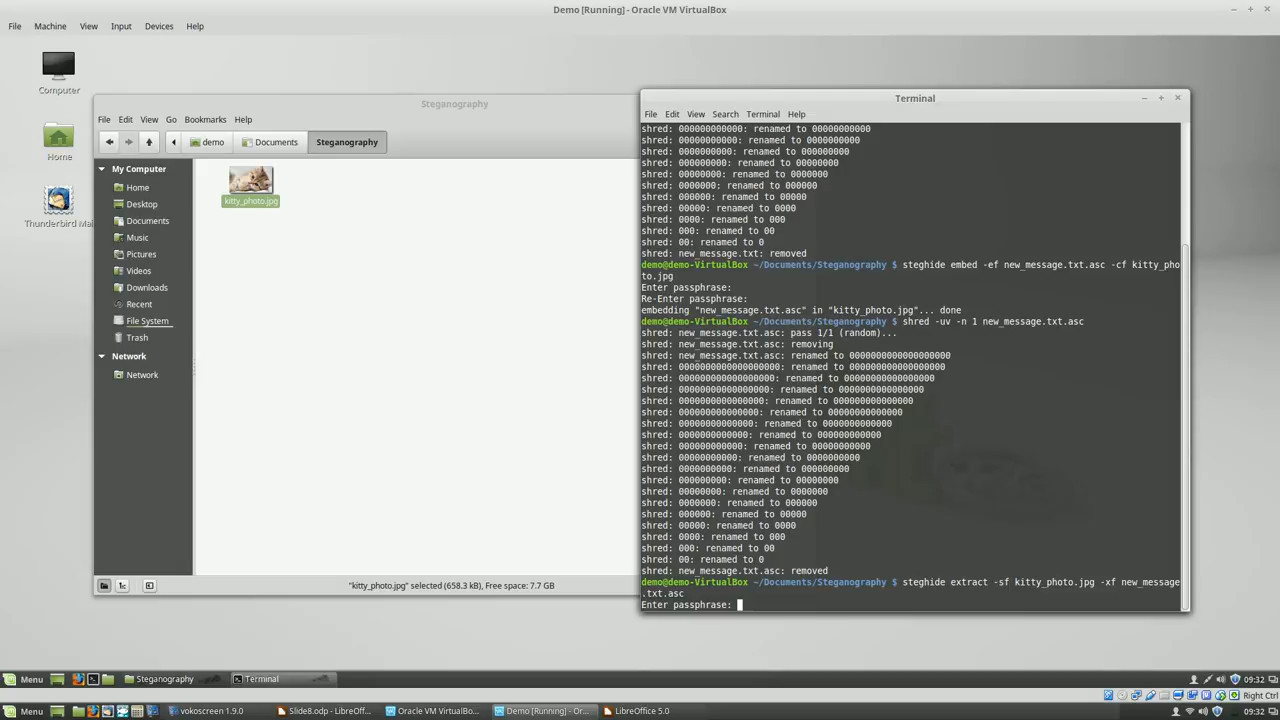 Demo [Running] - Oracle VM VirtualBox
File Machine View Input Devices Help
Computer
Home
Thunderbird Mai
Steganography
File Edit View Go Bookmarks Help
demo Documents Steganography
My Computer
Home
Desktop
Documents
Music
Pictures
Videos
Downloads
Recent
File System
Trash
Network
Network
kitty_photo.jpg
"kitty_photo.jpg" selected (658.3 kB), Free space: 7.7 GB
Terminal
File Edit View Search Terminal Help
shred: 000000000000: renamed to 00000000000
shred: 00000000000: renamed to 0000000000
shred: 0000000000: renamed to 000000000
shred: 000000000: renamed to 00000000
shred: 00000000: renamed to 0000000
shred: 0000000: renamed to 000000
shred: 000000: renamed to 00000
shred: 00000: renamed to 0000
shred: 0000: renamed to 000
shred: 000: renamed to 00
shred: 00: renamed to 0
shred: new_message.txt: removed
demo@demo-VirtualBox ~/Documents/Steganography $ steghide embed -ef new_message.txt.asc -cf kitty_pho
to.jpg
Enter passphrase:
Re-Enter passphrase:
embedding "new_message.txt.asc" in "kitty_photo.jpg"... done
demo@demo-VirtualBox ~/Documents/Steganography $ shred -uv -n 1 new_message.txt.asc
shred: new_message.txt.asc: pass 1/1 (random)...
shred: new_message.txt.asc: removing
shred: new_message.txt.asc: renamed to 0000000000000000000
shred: 0000000000000000000: renamed to 000000000000000000
shred: 000000000000000000: renamed to 00000000000000000
shred: 00000000000000000: renamed to 0000000000000000
shred: 0000000000000000: renamed to 000000000000000
shred: 000000000000000: renamed to 00000000000000
shred: 00000000000000: renamed to 0000000000000
shred: 0000000000000: renamed to 000000000000
shred: 000000000000: renamed to 00000000000
shred: 00000000000: renamed to 0000000000
shred: 0000000000: renamed to 000000000
shred: 000000000: renamed to 00000000
shred: 00000000: renamed to 0000000
shred: 0000000: renamed to 000000
shred: 000000: renamed to 00000
shred: 00000: renamed to 0000
shred: 0000: renamed to 000
shred: 000: renamed to 00
shred: 00: renamed to 0
shred: new_message.txt.asc: removed
demo@demo-VirtualBox ~/Documents/Steganography $ steghide extract -sf kitty_photo.jpg -xf new_message
.txt.asc
Enter passphrase:
Menu Steganography Terminal 09:32
Right Ctrl
Menu vokoscreen 1.9.0 Slide8.odp - LibreOff... Oracle VM VirtualBo... Demo [Running] - Or... LibreOffice 5.0 09:32